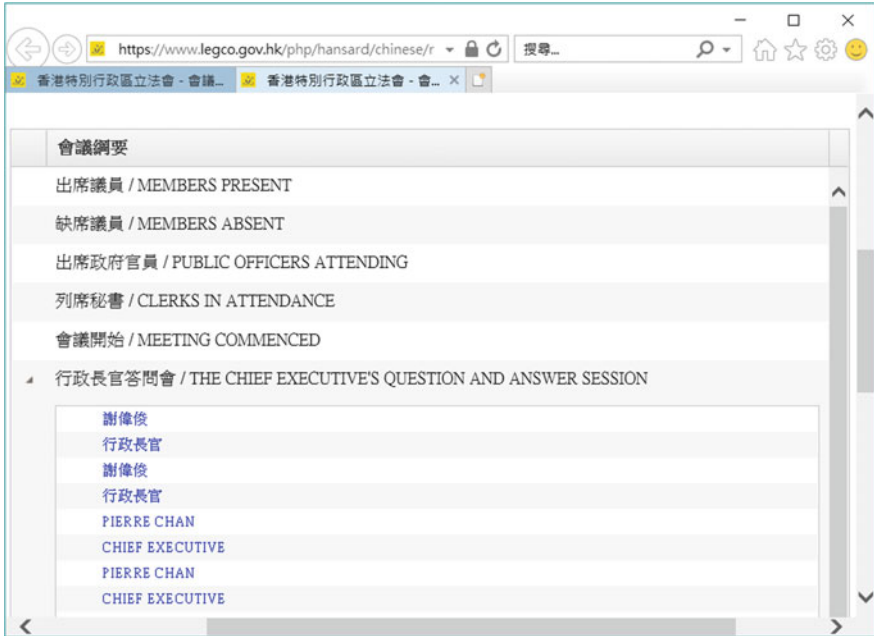 https://www.legco.gov.hk/php/hansard/chinese/r
搜尋...
香港特別行政區立法會 - 會議...
香港特別行政區立法會 - 會...
會議綱要
出席議員 / MEMBERS PRESENT
缺席議員 / MEMBERS ABSENT
出席政府官員 / PUBLIC OFFICERS ATTENDING
列席秘書 / CLERKS IN ATTENDANCE
會議開始 / MEETING COMMENCED
行政長官答問會 / THE CHIEF EXECUTIVE'S QUESTION AND ANSWER SESSION
謝偉俊
行政長官
謝偉俊
行政長官
PIERRE CHAN
CHIEF EXECUTIVE
PIERRE CHAN
CHIEF EXECUTIVE